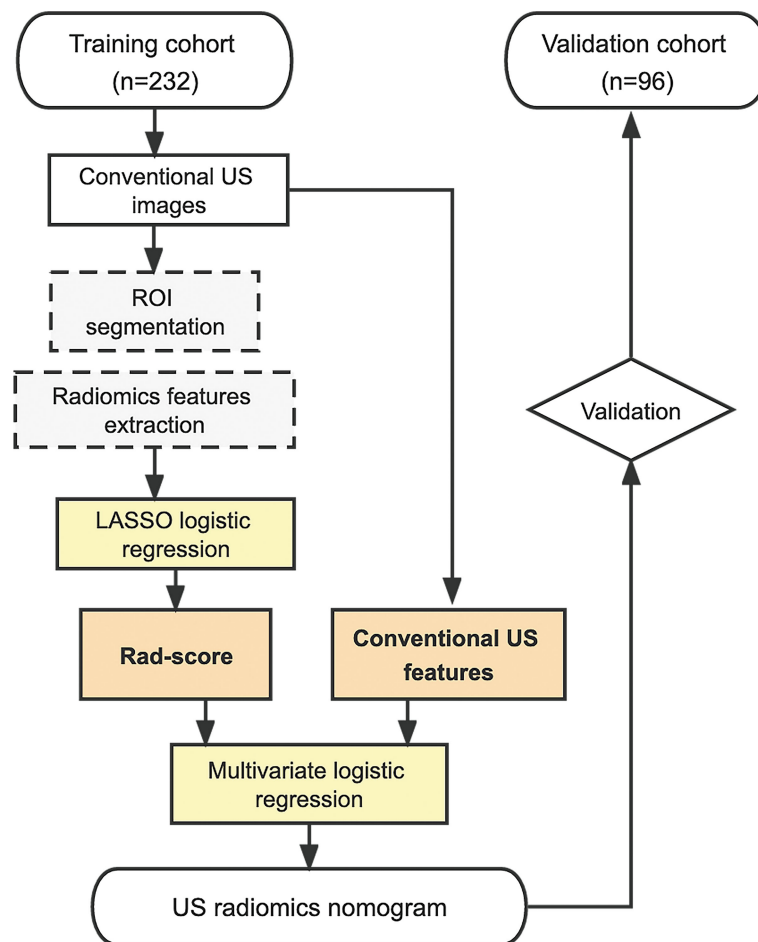 Training cohort
(n=232)
Validation cohort
(n=96)
Conventional US
images
ROI
segmentation
Radiomics features
extraction
Validation
LASSO logistic
regression
Rad-score
Conventional US
features
Multivariate logistic
regression
US radiomics nomogram